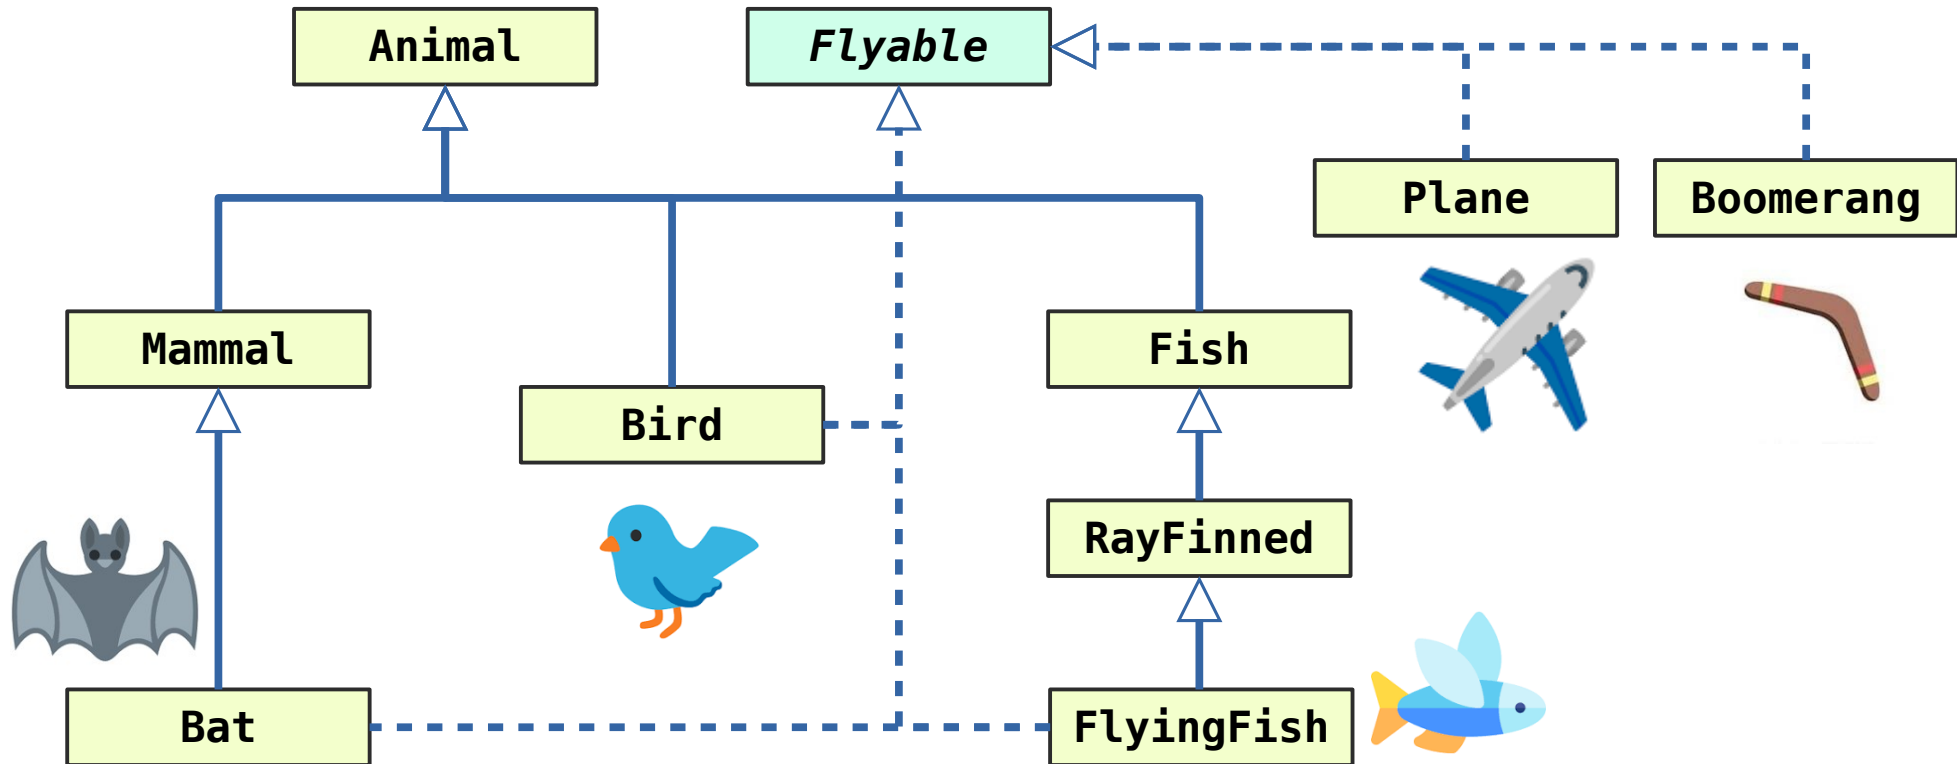 Animal
Flyable
Plane
Boomerang
Mammal
Fish
Bird
RayFinned
Bat
FlyingFish